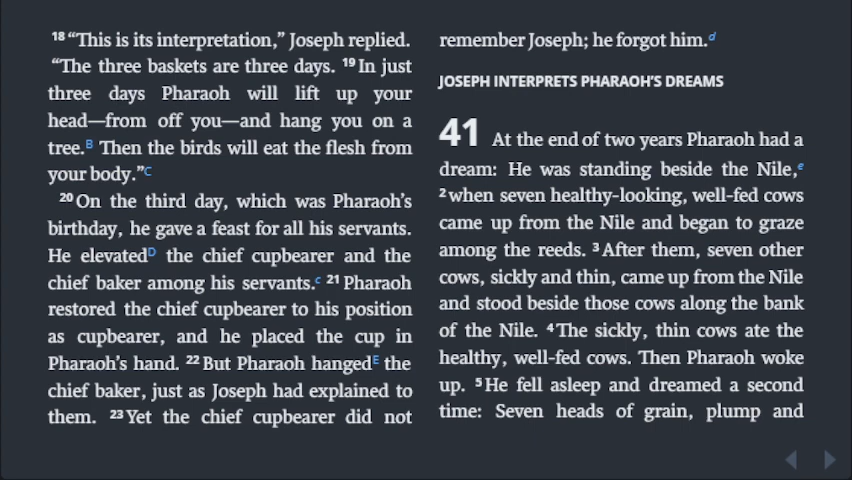 18 “This is its interpretation,” Joseph replied.
“The three baskets are three days. 19 In just
three days Pharaoh will lift up your
head—from off you—and hang you on a
tree.B Then the birds will eat the flesh from
your body.”C
20 On the third day, which was Pharaoh’s
birthday, he gave a feast for all his servants.
He elevatedD the chief cupbearer and the
chief baker among his servants.c 21 Pharaoh
restored the chief cupbearer to his position
as cupbearer, and he placed the cup in
Pharaoh’s hand. 22 But Pharaoh hangedE the
chief baker, just as Joseph had explained to
them. 23 Yet the chief cupbearer did not
remember Joseph; he forgot him.d
JOSEPH INTERPRETS PHARAOH’S DREAMS
41 At the end of two years Pharaoh had a
dream: He was standing beside the Nile,e
2 when seven healthy-looking, well-fed cows
came up from the Nile and began to graze
among the reeds. 3 After them, seven other
cows, sickly and thin, came up from the Nile
and stood beside those cows along the bank
of the Nile. 4 The sickly, thin cows ate the
healthy, well-fed cows. Then Pharaoh woke
up. 5 He fell asleep and dreamed a second
time: Seven heads of grain, plump and